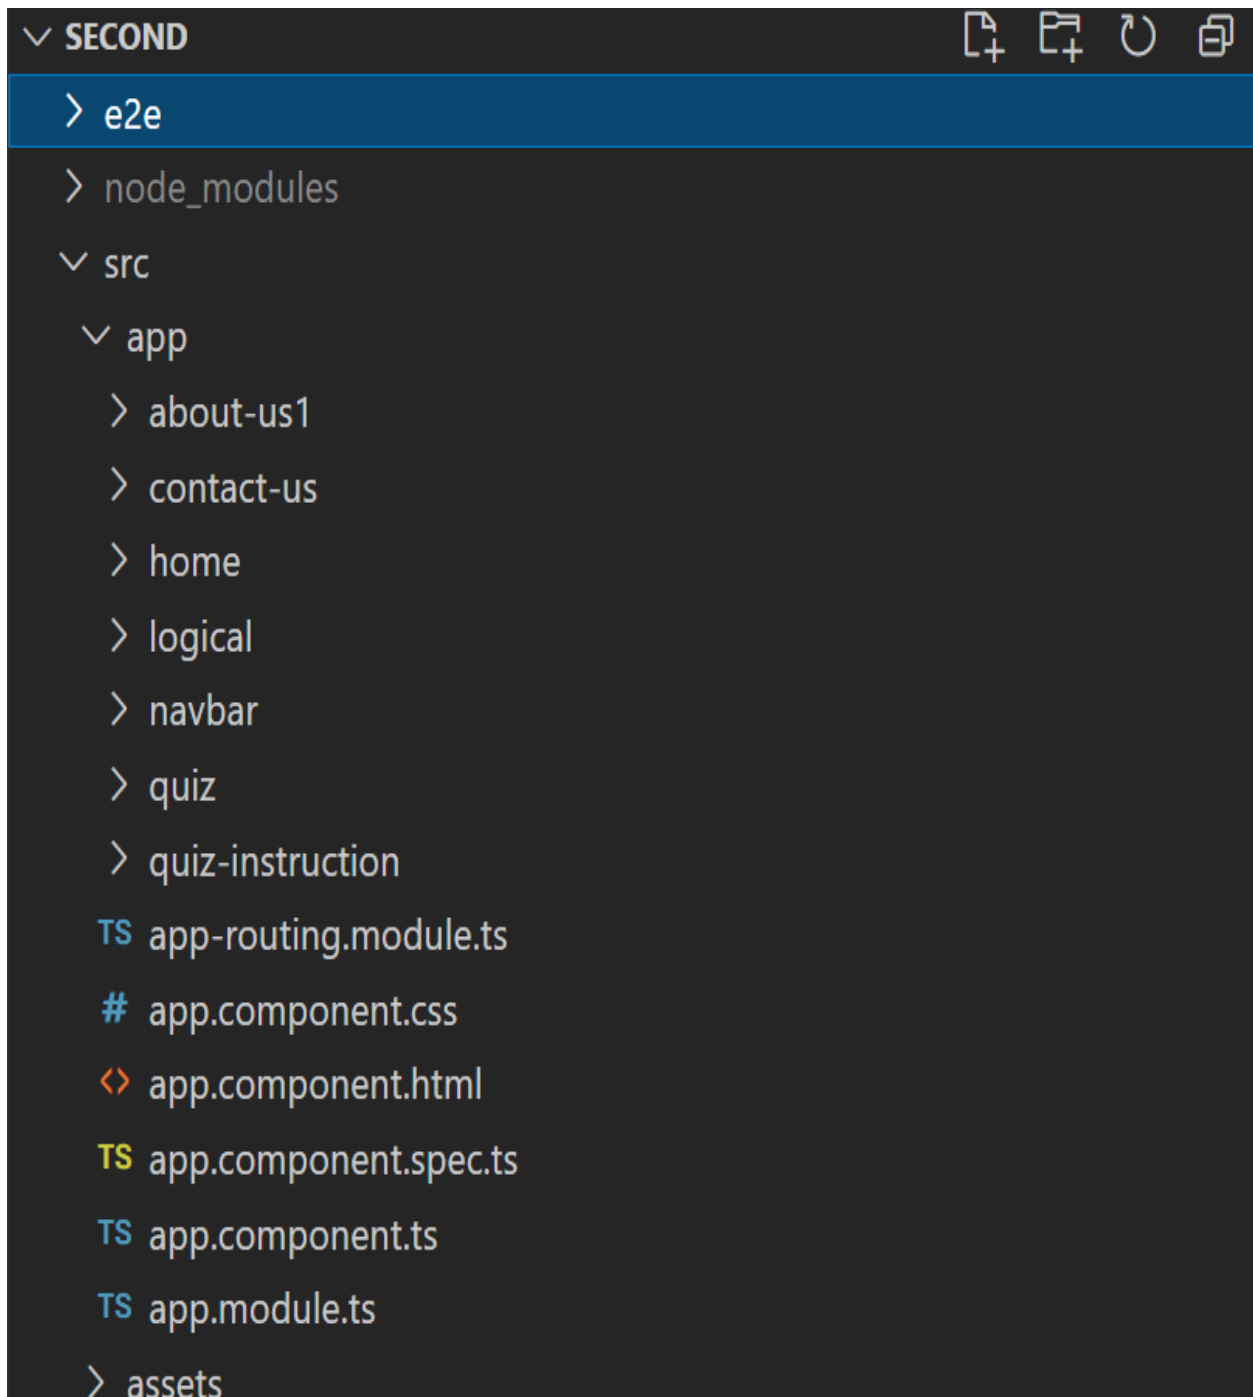 SECOND
e2e
node_modules
src
app
about-us1
contact-us
home
logical
navbar
quiz
quiz-instruction
TS app-routing.module.ts
# app.component.css
<> app.component.html
TS app.component.spec.ts
TS app.component.ts
TS app.module.ts
assets